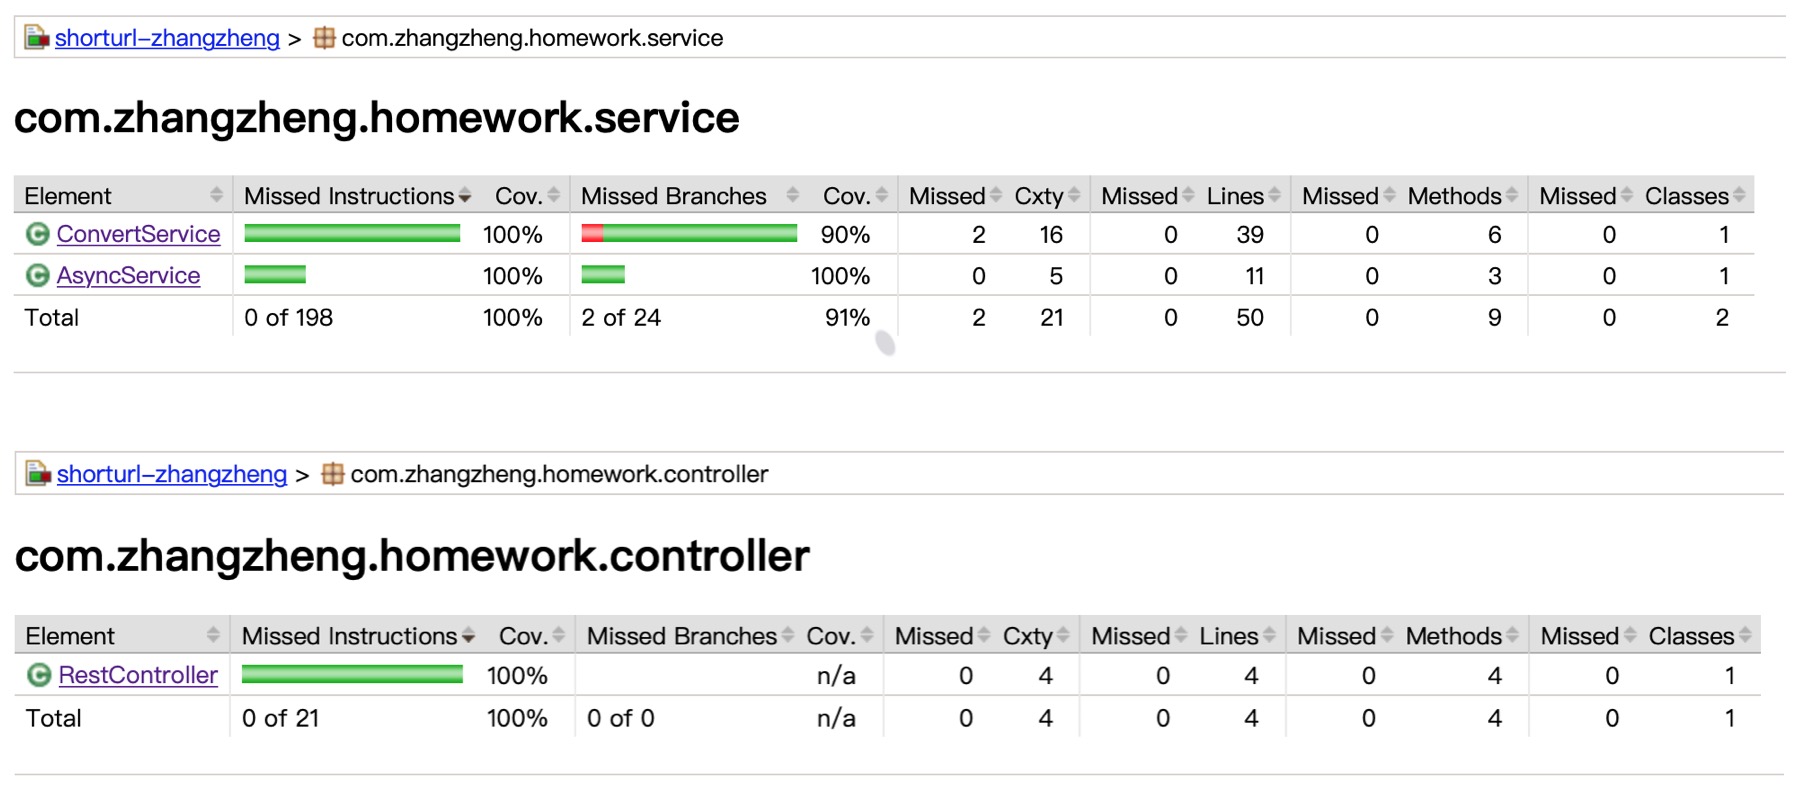 shorturl-zhangzheng > com.zhangzheng.homework.service
com.zhangzheng.homework.service
Element Missed Instructions Cov. Missed Branches Cov. Missed Cxty Missed Lines Missed Methods Missed Classes
ConvertService 100% 90% 2 16 0 39 0 6 0 1
AsyncService 100% 100% 0 5 0 11 0 3 0 1
Total 0 of 198 100% 2 of 24 91% 2 21 0 50 0 9 0 2
shorturl-zhangzheng > com.zhangzheng.homework.controller
com.zhangzheng.homework.controller
Element Missed Instructions Cov. Missed Branches Cov. Missed Cxty Missed Lines Missed Methods Missed Classes
RestController 100% n/a 0 4 0 4 0 4 0 1
Total 0 of 21 100% 0 of 0 n/a 0 4 0 4 0 4 0 1